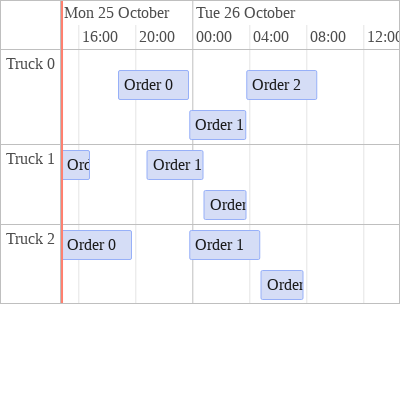 Mon 25 October Tue 26 October
16:00 20:00 00:00 04:00 08:00 12:00
Truck 0
Order 0 Order 2
Order 1
Truck 1
Ord Order 1
Order
Truck 2
Order 0 Order 1
Order